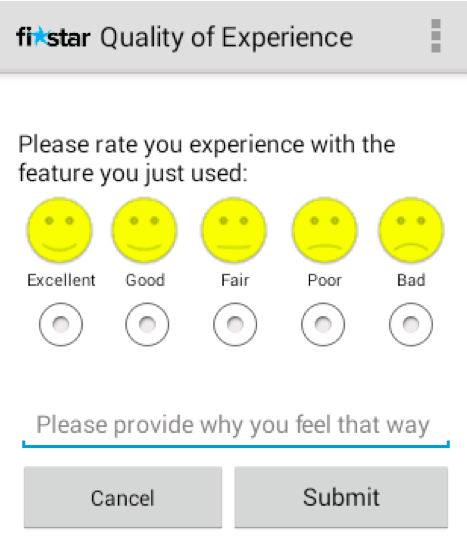 fi★star Quality of Experience
Please rate you experience with the
feature you just used:
Excellent Good Fair Poor Bad
Please provide why you feel that way
Cancel Submit